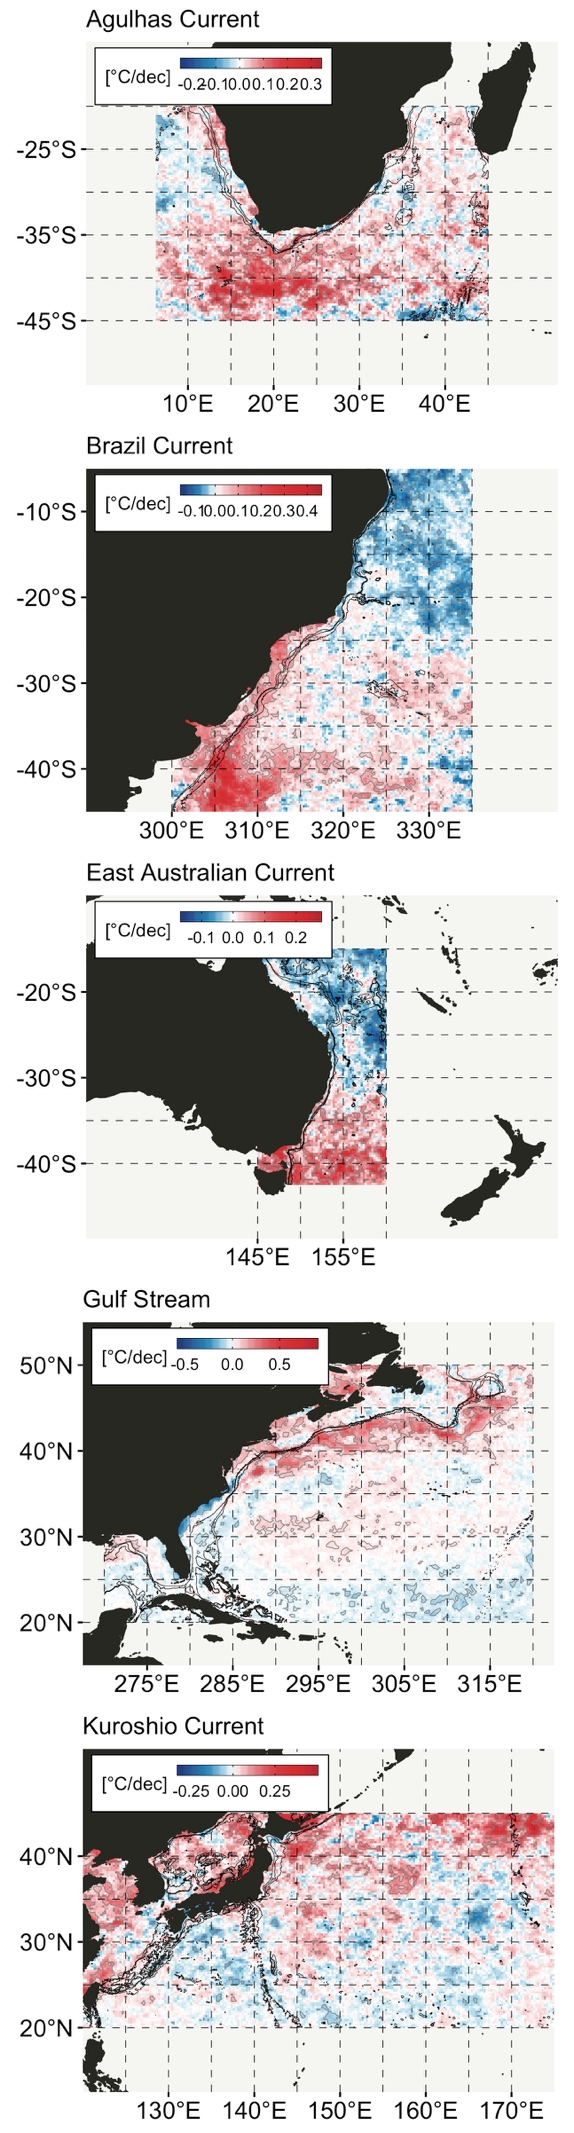 Agulhas Current
[°C/dec]
-0.2-0.10.00.10.20.3
-25°S
-35°S
-45°S
10°E 20°E 30°E 40°E
Brazil Current
[°C/dec]
-0.10.00.10.20.30.4
-10°S
-20°S
-30°S
-40°S
300°E 310°E 320°E 330°E
East Australian Current
[°C/dec]
-0.1 0.0 0.1 0.2
-20°S
-30°S
-40°S
145°E 155°E
Gulf Stream
[°C/dec]
-0.5 0.0 0.5
50°N
40°N
30°N
20°N
275°E 285°E 295°E 305°E 315°E
Kuroshio Current
[°C/dec]
-0.25 0.00 0.25
40°N
30°N
20°N
130°E 140°E 150°E 160°E 170°E